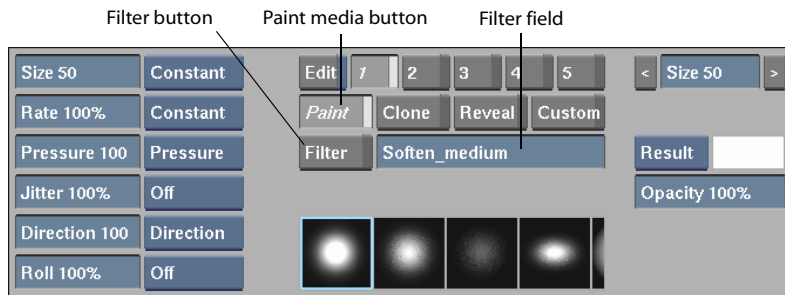 Filter button Paint media button Filter field
Size 50 Constant Edit 1 2 3 4 5 < Size 50 >
Rate 100% Constant Paint Clone Reveal Custom
Pressure 100 Pressure Filter Soften_medium Result
Jitter 100% Off Opacity 100%
Direction 100 Direction
Roll 100% Off